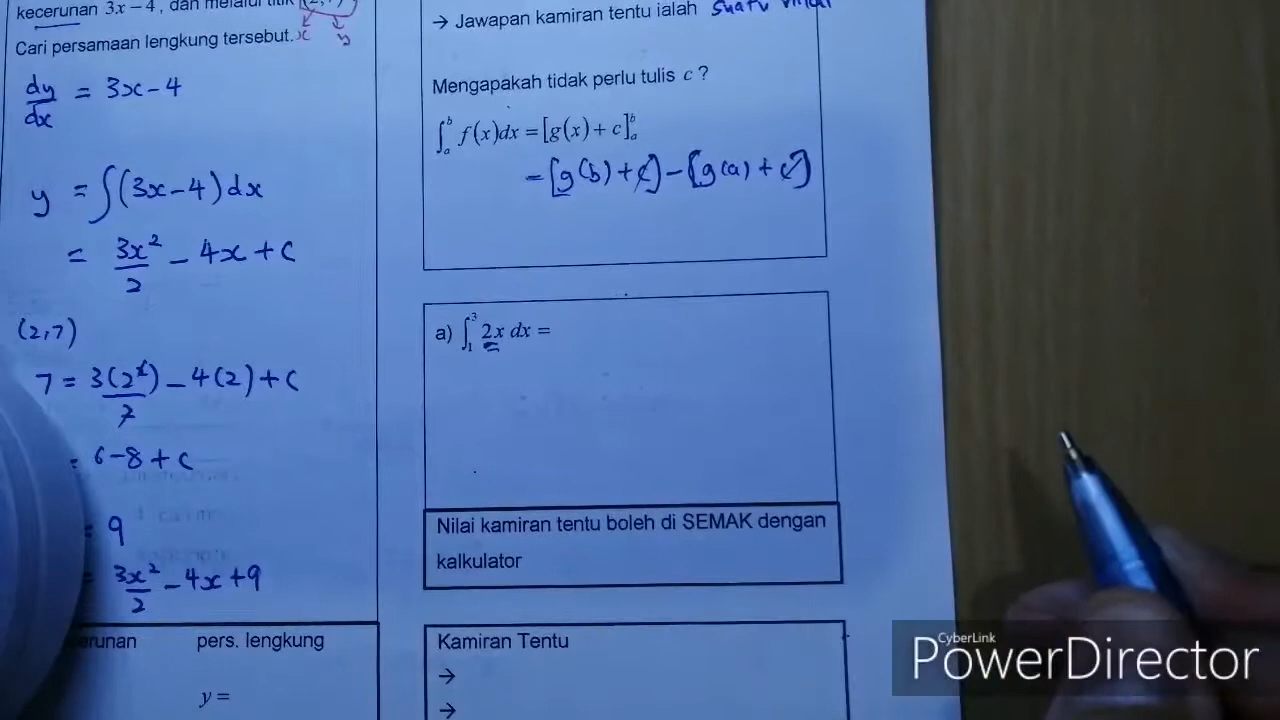 kecerunan 3x – 4, dan melalui titik
Cari persamaan lengkung tersebut. x y
dy/dx = 3x - 4
y = ∫(3x - 4) dx
= 3x²/2 - 4x + c
(2,7)
7 = 3(2²)/2 - 4(2) + c
= 6 - 8 + c
= 9
= 3x²/2 - 4x + 9
erunan pers. lengkung
y =
→ Jawapan kamiran tentu ialah suatu nilai
Mengapakah tidak perlu tulis c ?
∫ₐᵇ f(x)dx = [g(x) + c]ₐᵇ
= [g(b) + c] - [g(a) + c]
a) ∫₁³ 2x dx =
Nilai kamiran tentu boleh di SEMAK dengan
kalkulator
Kamiran Tentu
→
→
CyberLink
PowerDirector